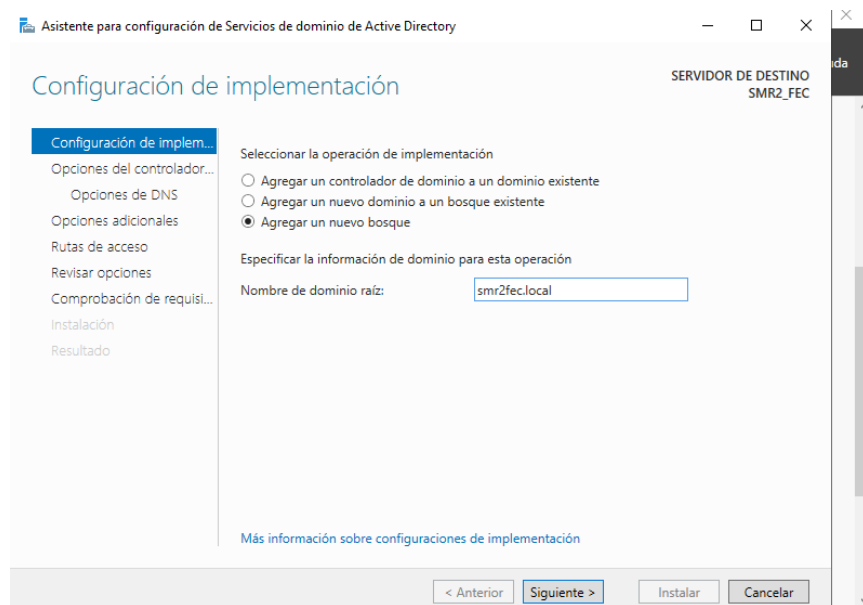 Asistente para configuración de Servicios de dominio de Active Directory
Configuración de implementación
SERVIDOR DE DESTINO
SMR2_FEC
Configuración de implem...
Opciones del controlador...
Opciones de DNS
Opciones adicionales
Rutas de acceso
Revisar opciones
Comprobación de requisi...
Instalación
Resultado
Seleccionar la operación de implementación
Agregar un controlador de dominio a un dominio existente
Agregar un nuevo dominio a un bosque existente
Agregar un nuevo bosque
Especificar la información de dominio para esta operación
Nombre de dominio raíz: smr2fec.local
Más información sobre configuraciones de implementación
< Anterior Siguiente > Instalar Cancelar
uda